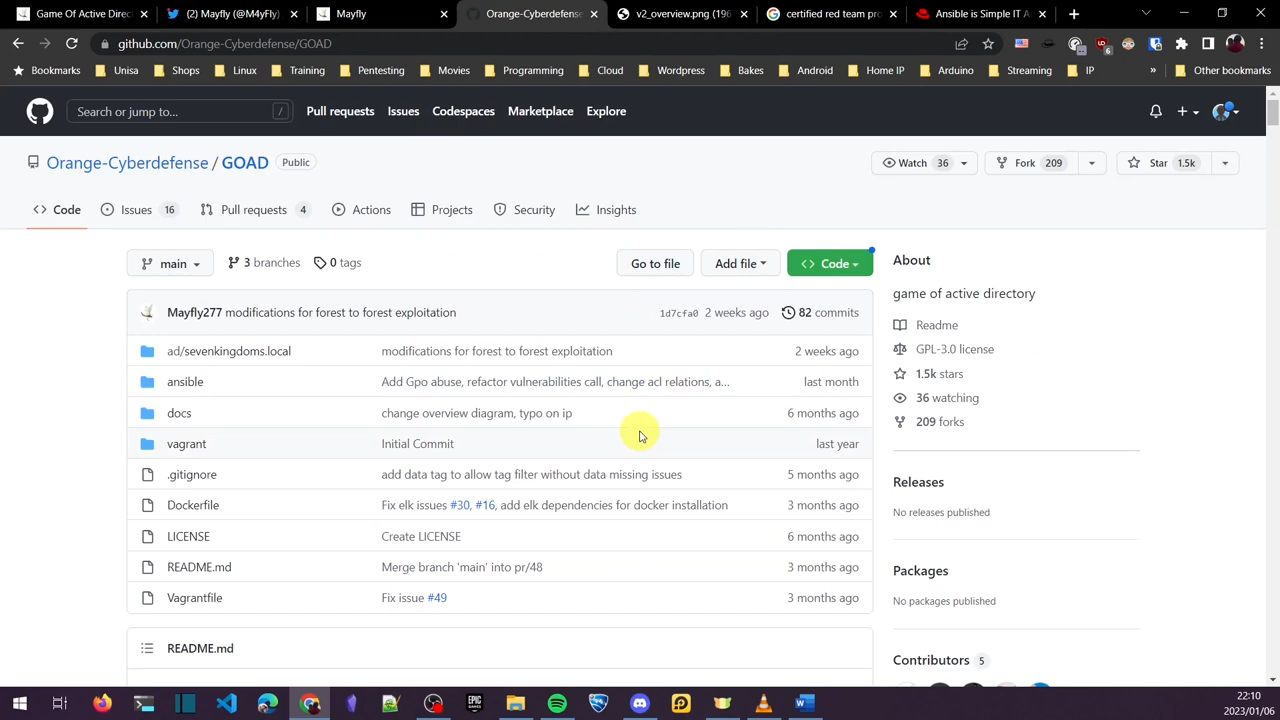 Game Of Active Direct
Mayfly (@M4yFly)
Mayfly
Orange-Cyberdefense
v2_overview.png (196
certified red team pro
Ansible is Simple IT A
github.com/Orange-Cyberdefense/GOAD
6
Bookmarks Unisa Shops Linux Training Pentesting Movies Programming Cloud Wordpress Bakes Android Home IP Arduino Streaming IP » Other bookmarks
Search or jump to... / Pull requests Issues Codespaces Marketplace Explore
Orange-Cyberdefense / GOAD Public
Watch 36 Fork 209 Star 1.5k
Code Issues 16 Pull requests 4 Actions Projects Security Insights
main 3 branches 0 tags Go to file Add file Code
Mayfly277 modifications for forest to forest exploitation 1d7cfa0 2 weeks ago 82 commits
ad/sevenkingdoms.local modifications for forest to forest exploitation 2 weeks ago
ansible Add Gpo abuse, refactor vulnerabilities call, change acl relations, a... last month
docs change overview diagram, typo on ip 6 months ago
vagrant Initial Commit last year
.gitignore add data tag to allow tag filter without data missing issues 5 months ago
Dockerfile Fix elk issues #30, #16, add elk dependencies for docker installation 3 months ago
LICENSE Create LICENSE 6 months ago
README.md Merge branch 'main' into pr/48 3 months ago
Vagrantfile Fix issue #49 3 months ago
README.md
About
game of active directory
Readme
GPL-3.0 license
1.5k stars
36 watching
209 forks
Releases
No releases published
Packages
No packages published
Contributors 5
EPIC GAMES
22:10
2023/01/06